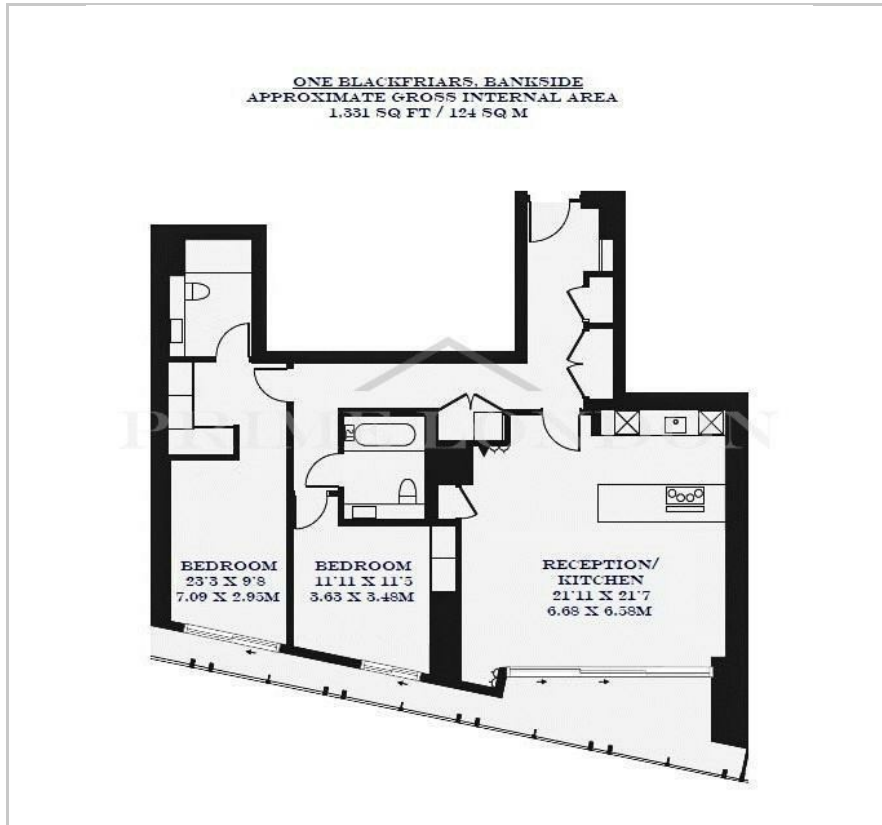 ONE BLACKFRIARS, BANKSIDE
APPROXIMATE GROSS INTERNAL AREA
1,331 SQ FT / 124 SQ M
PRIME LONDON
BEDROOM
23'3 X 9'8
7.09 X 2.95M
BEDROOM
11'11 X 11'5
3.63 X 3.48M
RECEPTION/
KITCHEN
21'11 X 21'7
6.68 X 6.58M